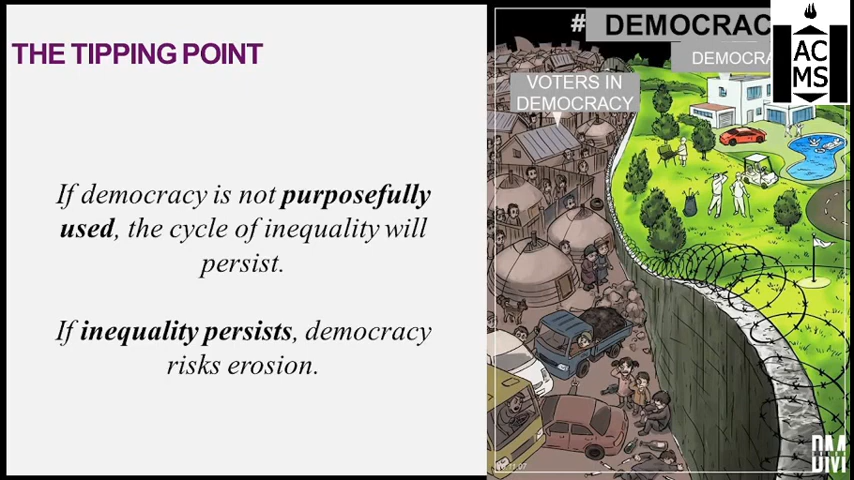 THE TIPPING POINT
If democracy is not purposefully
used, the cycle of inequality will
persist.
If inequality persists, democracy
risks erosion.
# DEMOCRAC
DEMOCRA
VOTERS IN
DEMOCRACY
AC
MS
DM